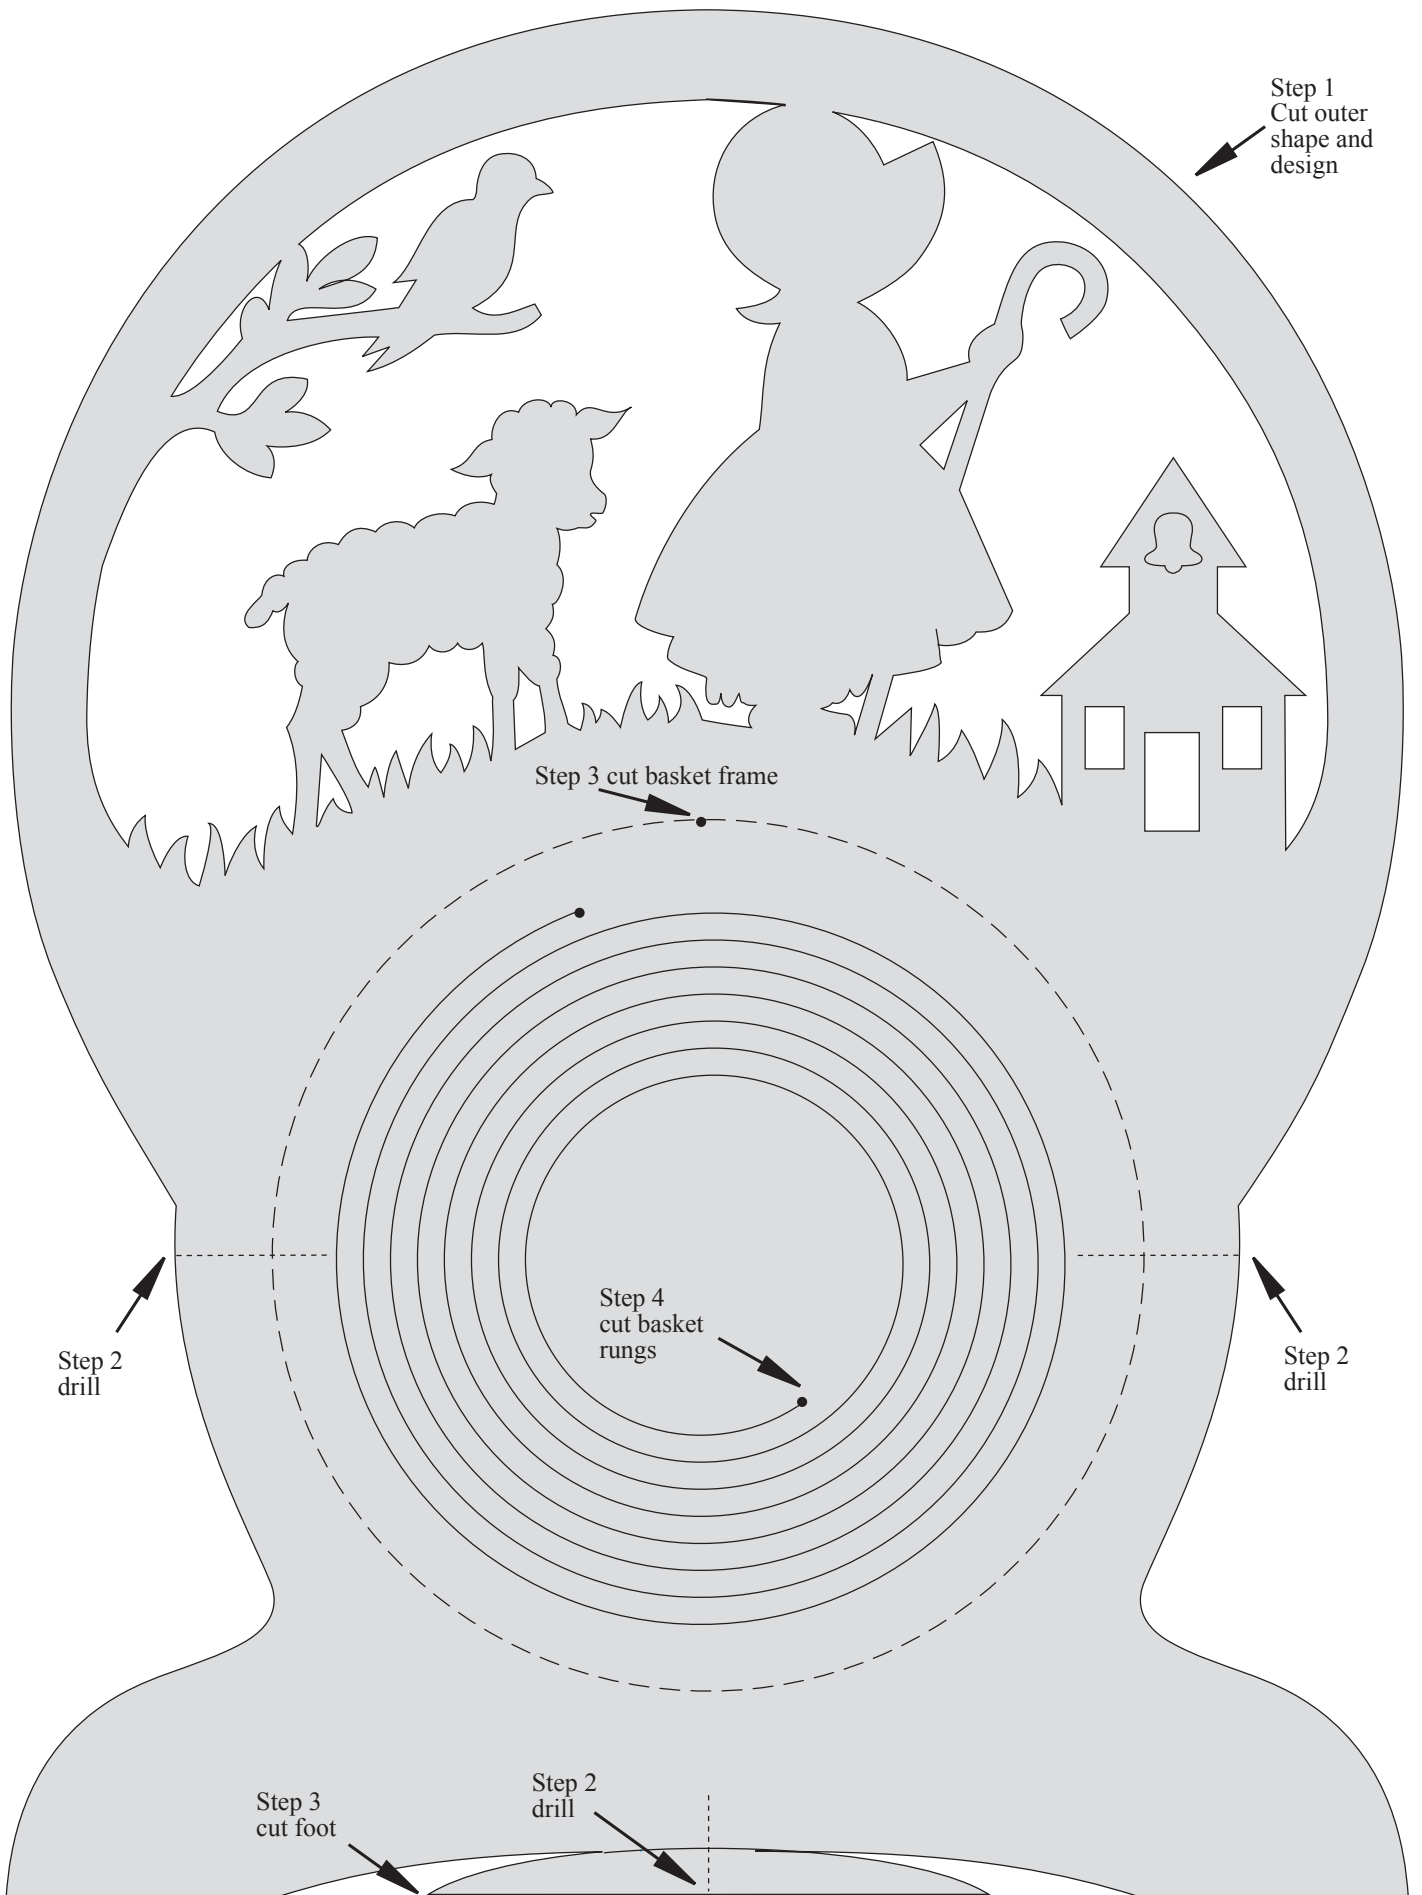 Step 1
Cut outer
shape and
design
Step 3 cut basket frame
Step 4
cut basket
rungs
Step 2
drill
Step 2
drill
Step 2
drill
Step 3
cut foot